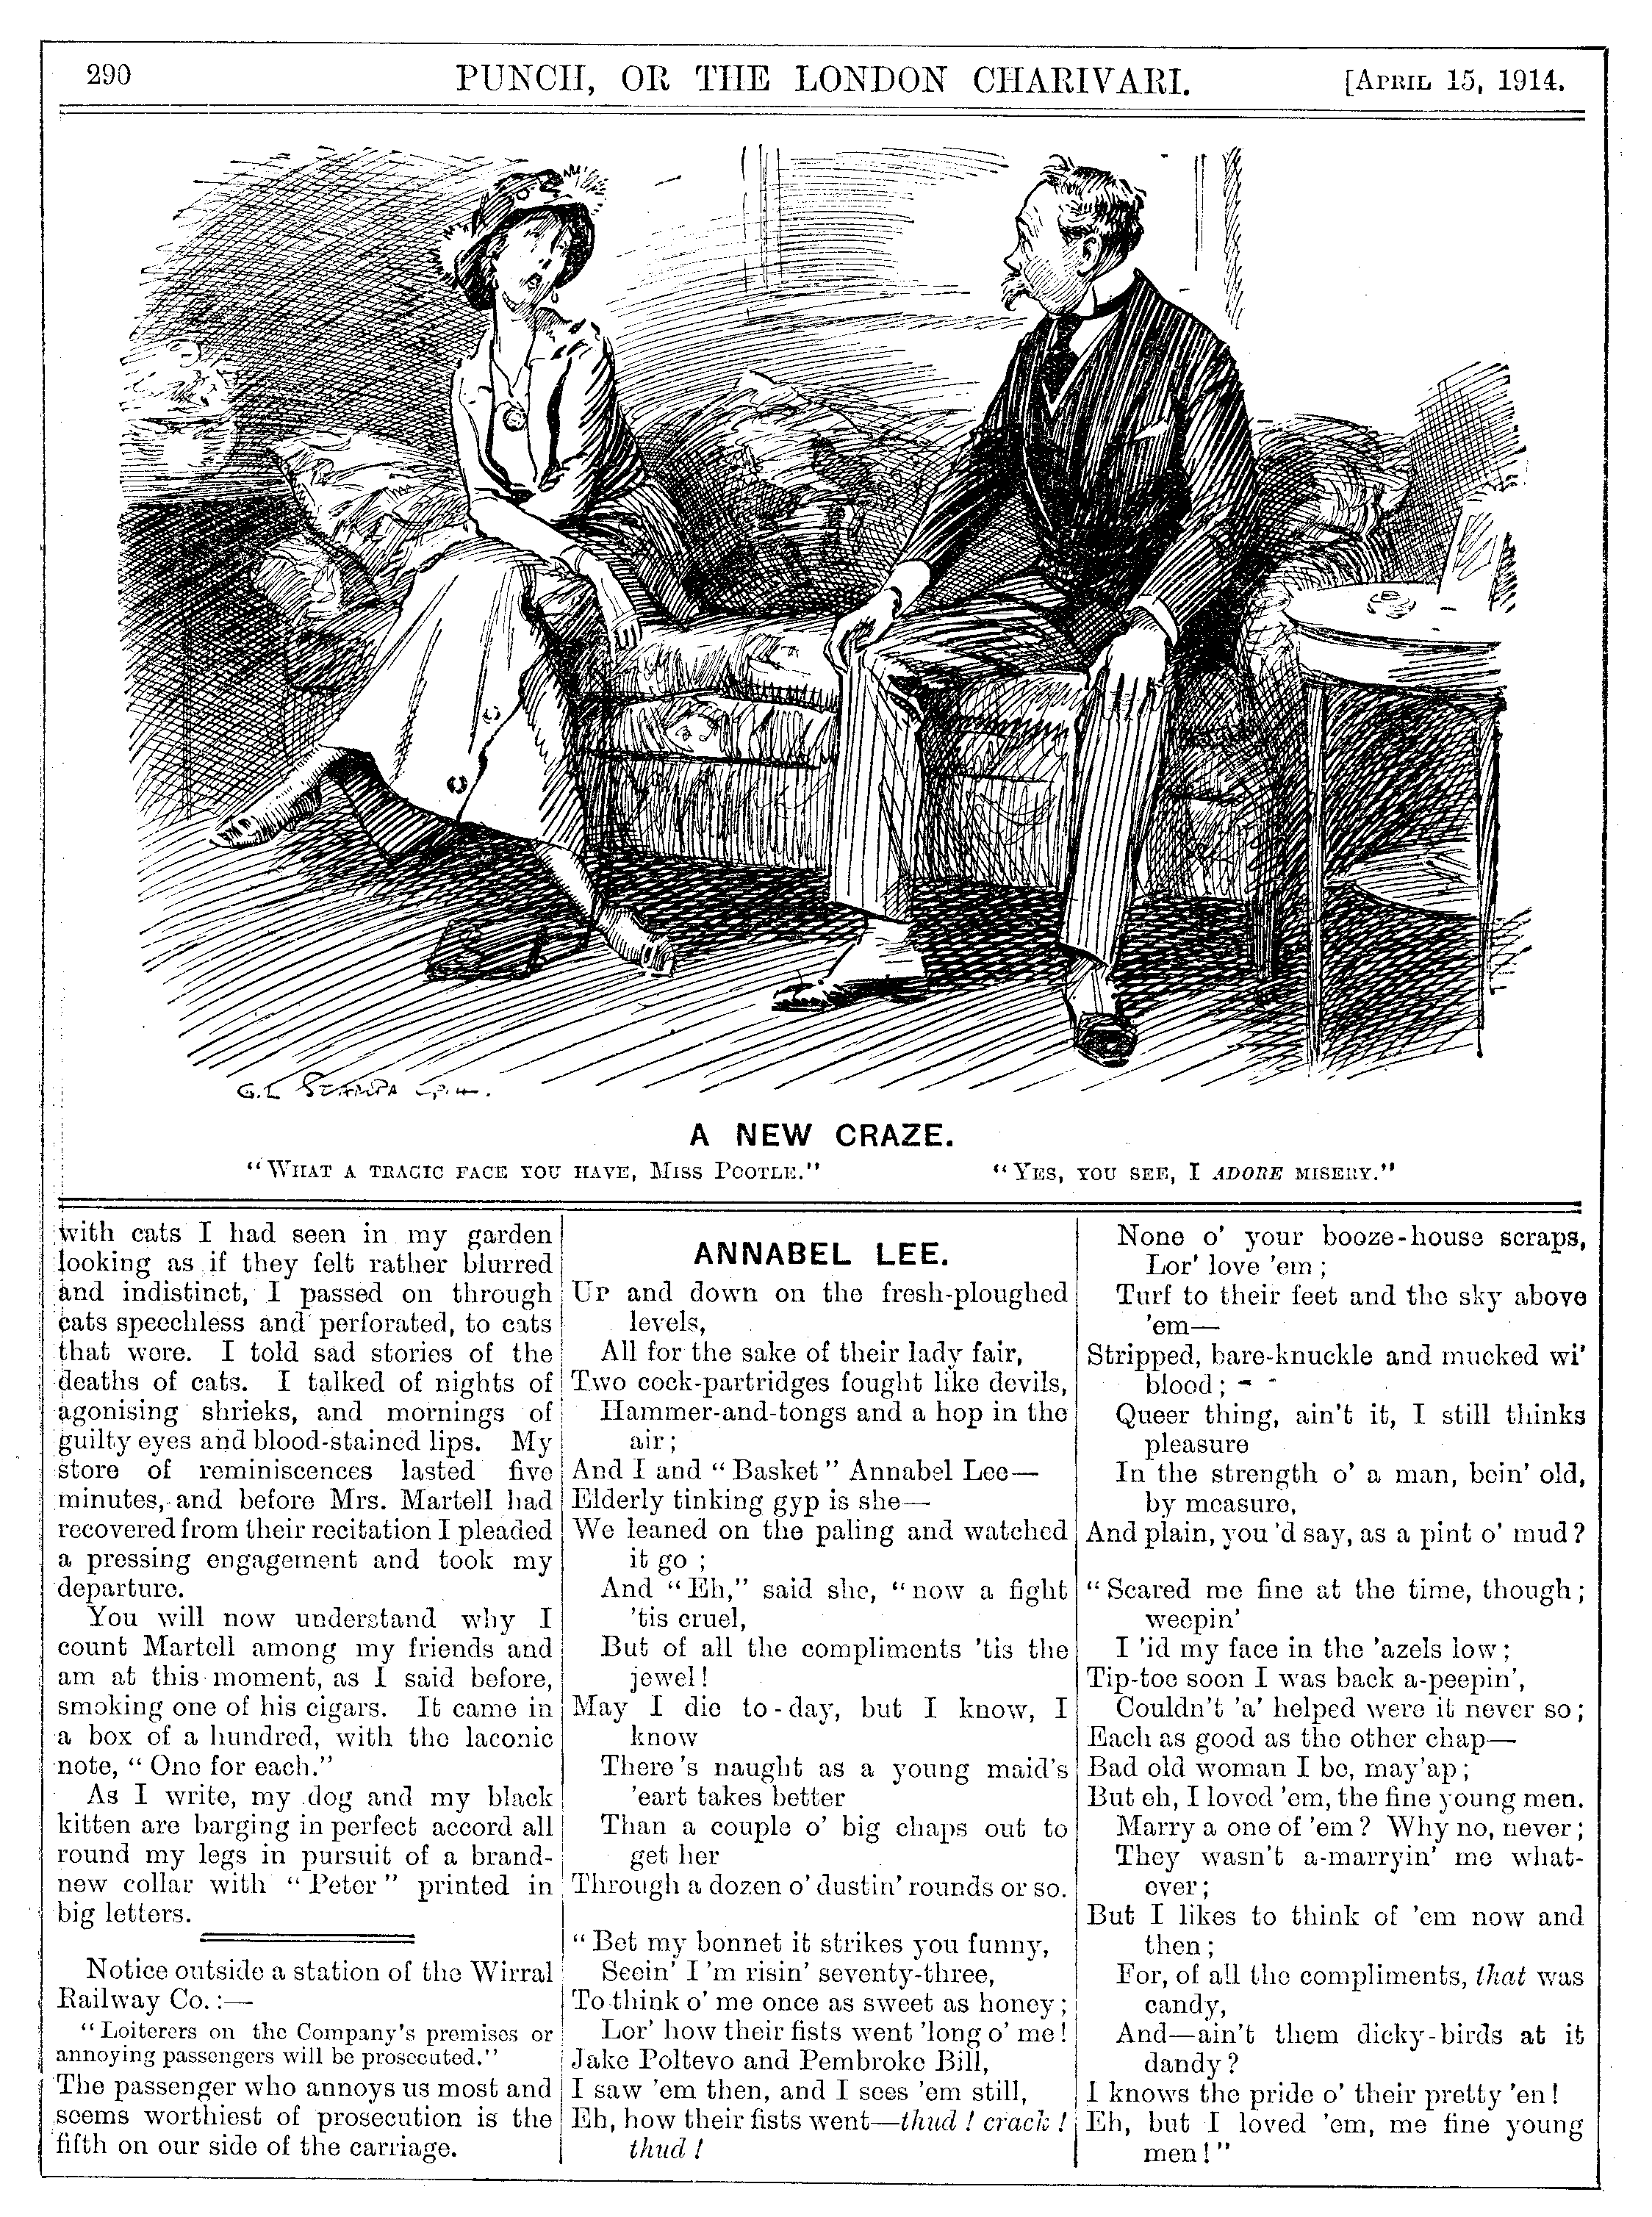 290
PUNCH, OR THE LONDON CHARIVARI.
[APRIL 15, 1914.
G. L. STAMPA
A NEW CRAZE.
"WHAT A TRAGIC FACE YOU HAVE, MISS POOTLE."
"YES, YOU SEE, I ADORE MISERY."
with cats I had seen in my garden
looking as if they felt rather blurred
and indistinct, I passed on through
cats speechless and perforated, to cats
that were. I told sad stories of the
deaths of cats. I talked of nights of
agonising shrieks, and mornings of
guilty eyes and blood-stained lips. My
store of reminiscences lasted five
minutes, and before Mrs. Martell had
recovered from their recitation I pleaded
a pressing engagement and took my
departure.
You will now understand why I
count Martell among my friends and
am at this moment, as I said before,
smoking one of his cigars. It came in
a box of a hundred, with the laconic
note, "One for each."
As I write, my dog and my black
kitten are barging in perfect accord all
round my legs in pursuit of a brand-
new collar with "Peter" printed in
big letters.
Notice outside a station of the Wirral
Railway Co.:—
"Loiterers on the Company's premises or
annoying passengers will be prosecuted."
The passenger who annoys us most and
seems worthiest of prosecution is the
fifth on our side of the carriage.
ANNABEL LEE.
UP and down on the fresh-ploughed
levels,
All for the sake of their lady fair,
Two cock-partridges fought like devils,
Hammer-and-tongs and a hop in the
air;
And I and "Basket" Annabel Lee—
Elderly tinking gyp is she—
We leaned on the paling and watched
it go;
And "Eh," said she, "now a fight
'tis cruel,
But of all the compliments 'tis the
jewel!
May I die to-day, but I know, I
know
There's naught as a young maid's
'eart takes better
Than a couple o' big chaps out to
get her
Through a dozen o' dustin' rounds or so.
"Bet my bonnet it strikes you funny,
Seein' I'm risin' seventy-three,
To think o' me once as sweet as honey;
Lor' how their fists went 'long o' me!
Jake Poltevo and Pembroke Bill,
I saw 'em then, and I sees 'em still,
Eh, how their fists went—thud! crack!
thud!
None o' your booze-house scraps,
Lor' love 'em;
Turf to their feet and the sky above
'em—
Stripped, bare-knuckle and mucked wi'
blood;
Queer thing, ain't it, I still thinks
pleasure
In the strength o' a man, bein' old,
by measure,
And plain, you'd say, as a pint o' mud?
"Scared me fine at the time, though;
weepin'
I 'id my face in the 'azels low;
Tip-toe soon I was back a-peepin',
Couldn't 'a' helped were it never so;
Each as good as the other chap—
Bad old woman I be, may'ap;
But eh, I loved 'em, the fine young men.
Marry a one of 'em? Why no, never;
They wasn't a-marryin' me what-
ever;
But I likes to think of 'em now and
then;
For, of all the compliments, that was
candy,
And—ain't them dicky-birds at it
dandy?
I knows the pride o' their pretty 'en!
Eh, but I loved 'em, me fine young
men!"